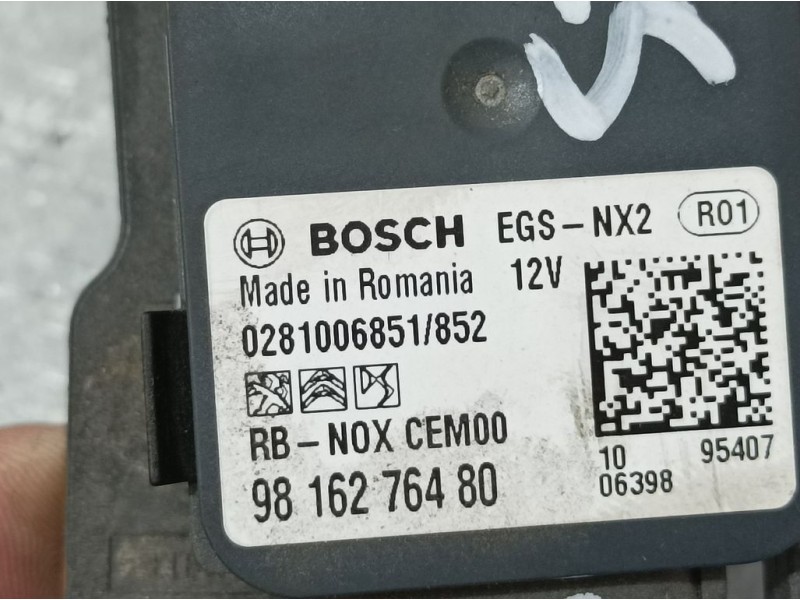 BOSCH EGS-NX2 R01
Made in Romania 12V
0281006851/852
RB-NOX CEM00
98 162 764 80
10 95407
06398